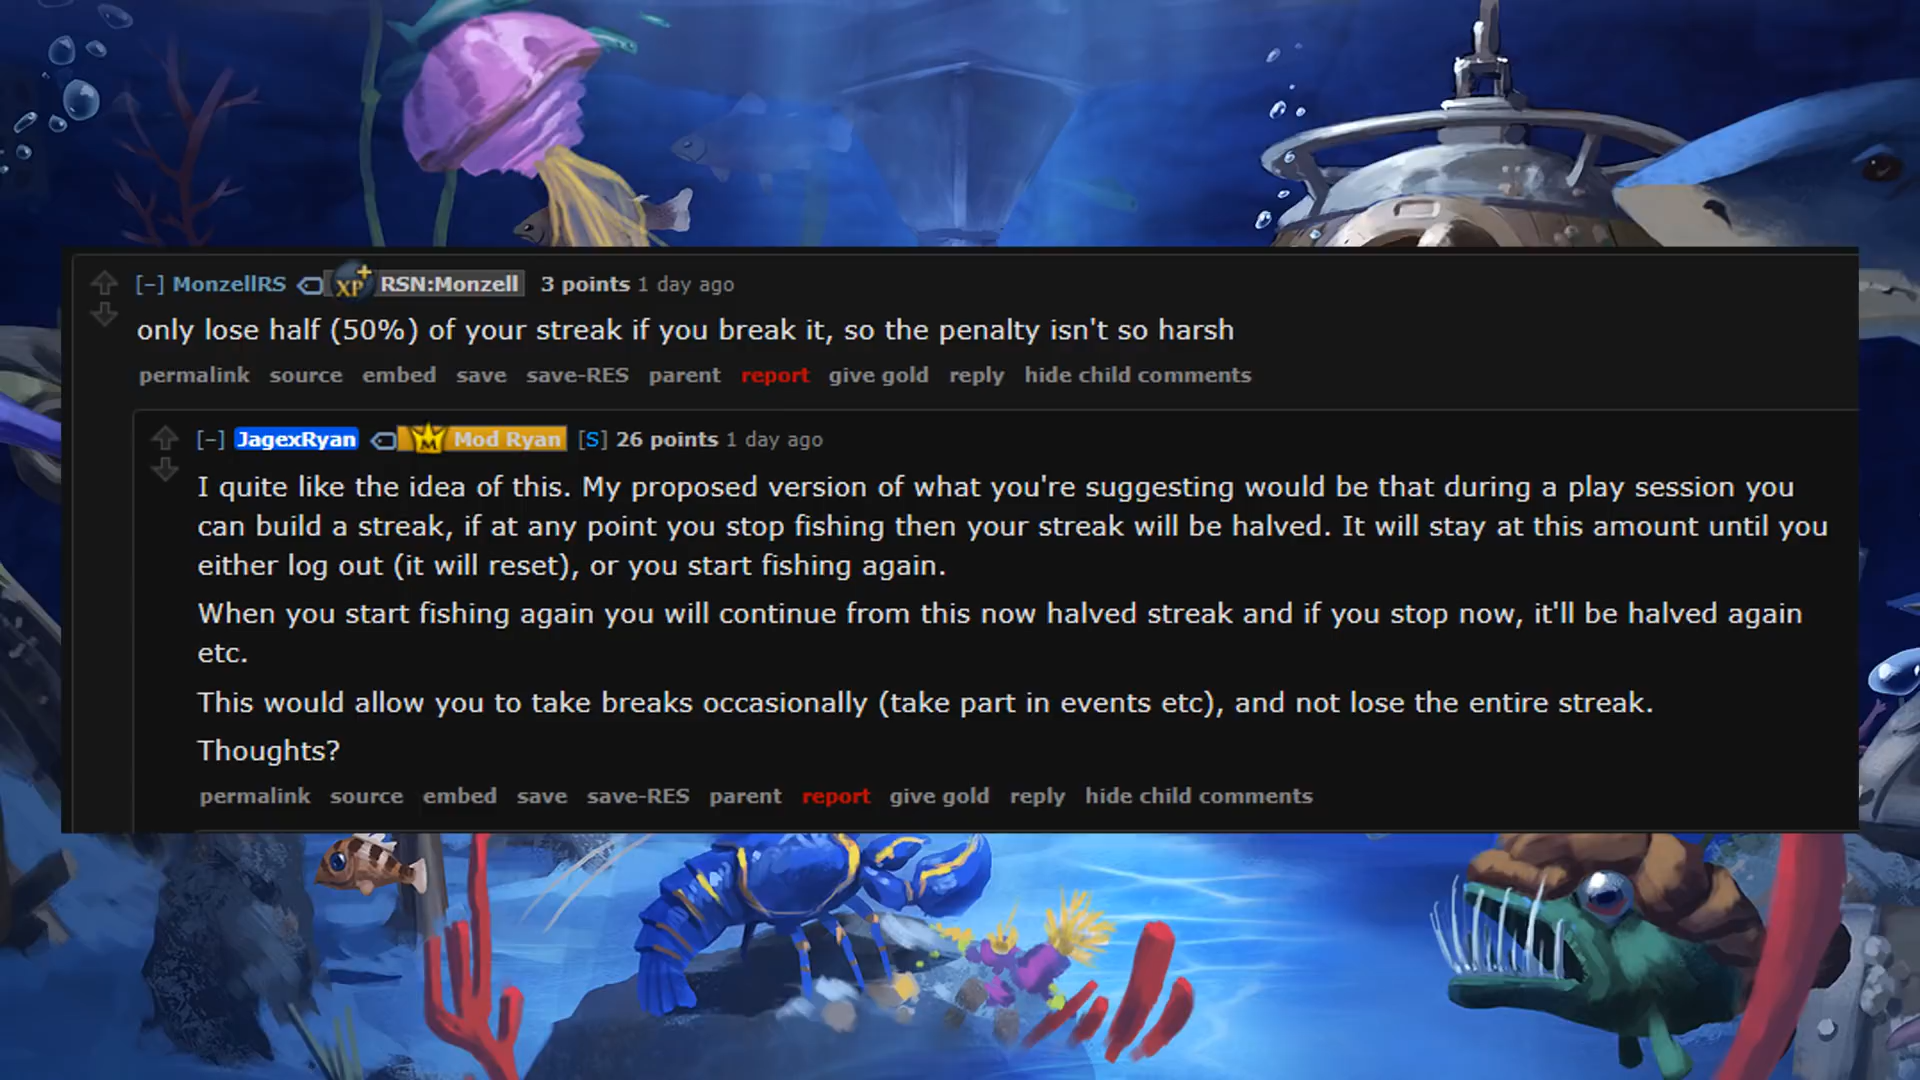 [−] MonzellRS XP RSN:Monzell 3 points 1 day ago
only lose half (50%) of your streak if you break it, so the penalty isn't so harsh
permalink source embed save save-RES parent report give gold reply hide child comments
[−] JagexRyan M Mod Ryan [S] 26 points 1 day ago
I quite like the idea of this. My proposed version of what you're suggesting would be that during a play session you
can build a streak, if at any point you stop fishing then your streak will be halved. It will stay at this amount until you
either log out (it will reset), or you start fishing again.
When you start fishing again you will continue from this now halved streak and if you stop now, it'll be halved again
etc.
This would allow you to take breaks occasionally (take part in events etc), and not lose the entire streak.
Thoughts?
permalink source embed save save-RES parent report give gold reply hide child comments